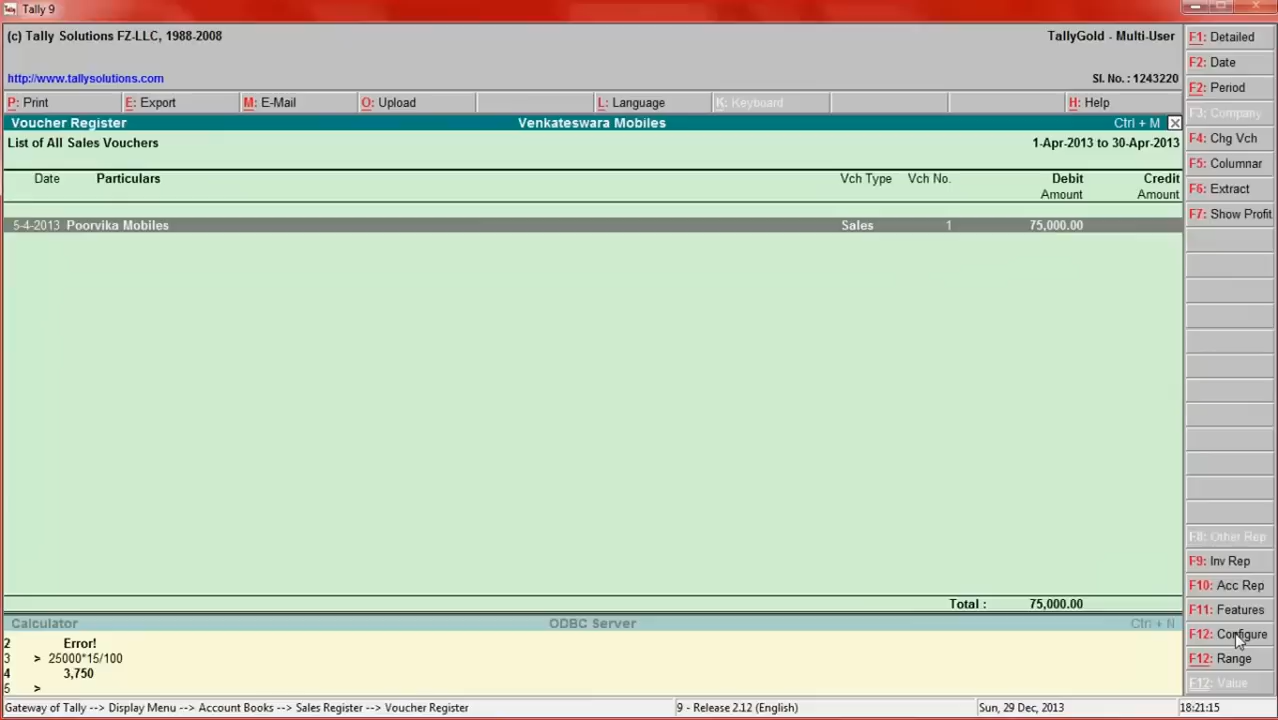 Tally 9
(c) Tally Solutions FZ-LLC, 1988-2008
TallyGold - Multi-User
http://www.tallysolutions.com
Sl. No. : 1243220
P: Print E: Export M: E-Mail O: Upload L: Language K: Keyboard H: Help
Voucher Register Venkateswara Mobiles Ctrl + M
List of All Sales Vouchers 1-Apr-2013 to 30-Apr-2013
Date Particulars Vch Type Vch No. Debit Credit
Amount Amount
5-4-2013 Poorvika Mobiles Sales 1 75,000.00
Total : 75,000.00
Calculator ODBC Server Ctrl + N
2 Error!
3 > 25000*15/100
4 3,750
5 >
Gateway of Tally --> Display Menu --> Account Books --> Sales Register --> Voucher Register 9 - Release 2.12 (English) Sun, 29 Dec, 2013 18:21:15
F1: Detailed
F2: Date
F2: Period
F3: Company
F4: Chg Vch
F5: Columnar
F6: Extract
F7: Show Profit
F8: Other Rep
F9: Inv Rep
F10: Acc Rep
F11: Features
F12: Configure
F12: Range
F12: Value